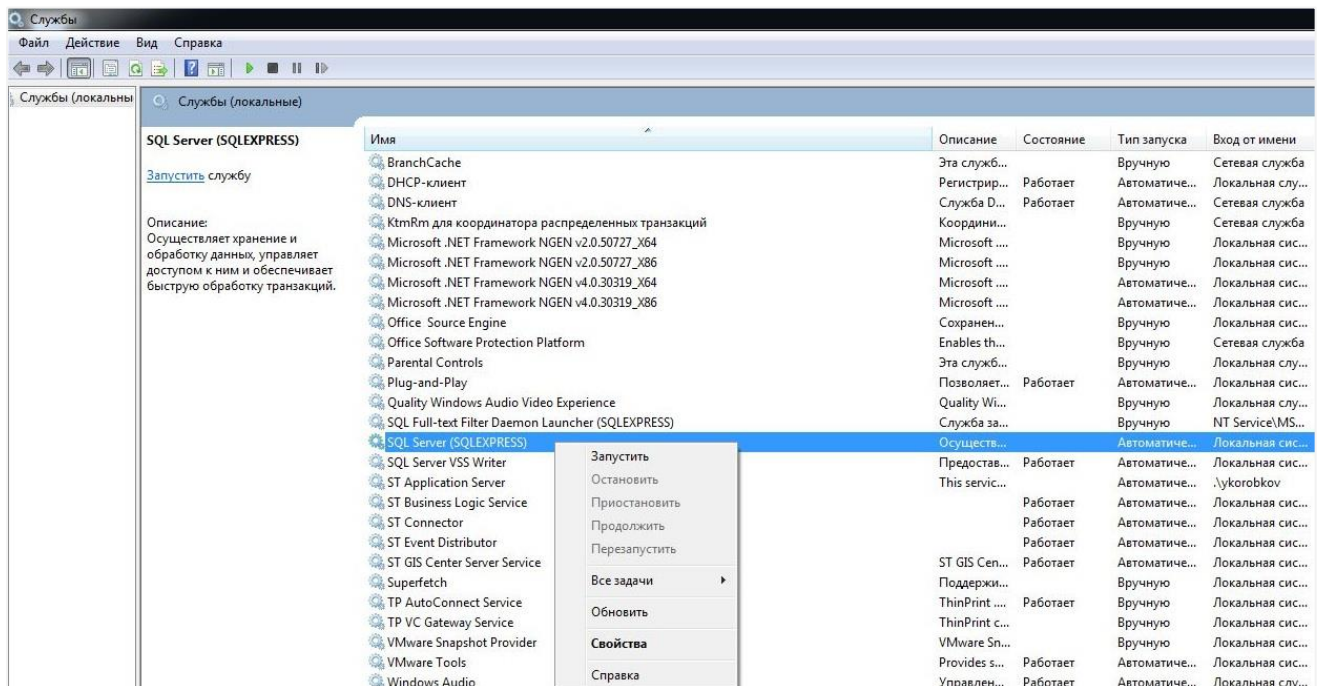 Службы
Файл Действие Вид Справка
Службы (локальны
Службы (локальные)
SQL Server (SQLEXPRESS)
Запустить службу
Описание:
Осуществляет хранение и
обработку данных, управляет
доступом к ним и обеспечивает
быструю обработку транзакций.
Имя Описание Состояние Тип запуска Вход от имени
BranchCache Эта служб... Вручную Сетевая служба
DHCP-клиент Регистрир... Работает Автоматиче... Локальная слу...
DNS-клиент Служба D... Работает Автоматиче... Сетевая служба
KtmRm для координатора распределенных транзакций Координи... Вручную Сетевая служба
Microsoft .NET Framework NGEN v2.0.50727_X64 Microsoft .... Вручную Локальная сис...
Microsoft .NET Framework NGEN v2.0.50727_X86 Microsoft .... Вручную Локальная сис...
Microsoft .NET Framework NGEN v4.0.30319_X64 Microsoft .... Автоматиче... Локальная сис...
Microsoft .NET Framework NGEN v4.0.30319_X86 Microsoft .... Автоматиче... Локальная сис...
Office Source Engine Сохранен... Вручную Локальная сис...
Office Software Protection Platform Enables th... Вручную Сетевая служба
Parental Controls Эта служб... Вручную Локальная слу...
Plug-and-Play Позволяет... Работает Автоматиче... Локальная сис...
Quality Windows Audio Video Experience Quality Wi... Вручную Локальная слу...
SQL Full-text Filter Daemon Launcher (SQLEXPRESS) Служба за... Вручную NT Service\MS...
SQL Server (SQLEXPRESS) Осуществ... Автоматиче... Локальная сис...
SQL Server VSS Writer Предостав... Работает Автоматиче... Локальная сис...
ST Application Server This servic... Автоматиче... .\ykorobkov
ST Business Logic Service Работает Автоматиче... Локальная сис...
ST Connector Работает Автоматиче... Локальная сис...
ST Event Distributor Работает Автоматиче... Локальная сис...
ST GIS Center Server Service ST GIS Cen... Работает Автоматиче... Локальная сис...
Superfetch Поддержи... Вручную Локальная сис...
TP AutoConnect Service ThinPrint .... Работает Вручную Локальная сис...
TP VC Gateway Service ThinPrint c... Вручную Локальная сис...
VMware Snapshot Provider VMware Sn... Вручную Локальная сис...
VMware Tools Provides s... Работает Автоматиче... Локальная сис...
Windows Audio Управлен... Работает Автоматиче... Локальная слу...
Запустить
Остановить
Приостановить
Продолжить
Перезапустить
Все задачи
Обновить
Свойства
Справка